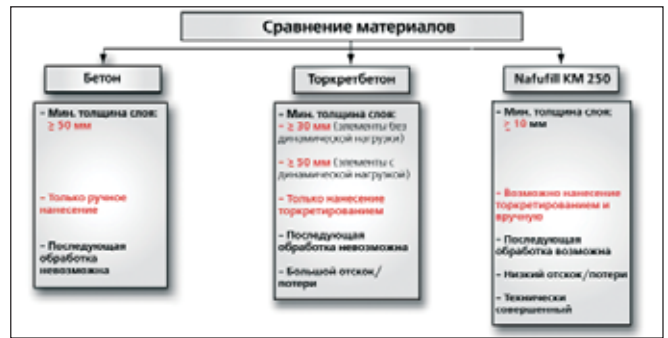 Сравнение материалов
Бетон
– Мин. толщина слоя:
≥ 50 мм
– Только ручное
нанесение
– Последующая
обработка
невозможна
Торкретбетон
– Мин. толщина слоя:
– ≥ 30 мм (элементы без
динамической нагрузки)
– ≥ 50 мм (элементы с
динамической нагрузкой)
– Только нанесение
торкретированием
– Последующая
обработка невозможна
– Большой отскок/
потери
Nafufill KM 250
– Мин. толщина слоя:
≥ 10 мм
– Возможно нанесение
торкретированием и
вручную
– Последующая
обработка возможна
– Низкий отскок/потери
– Технически
совершенный